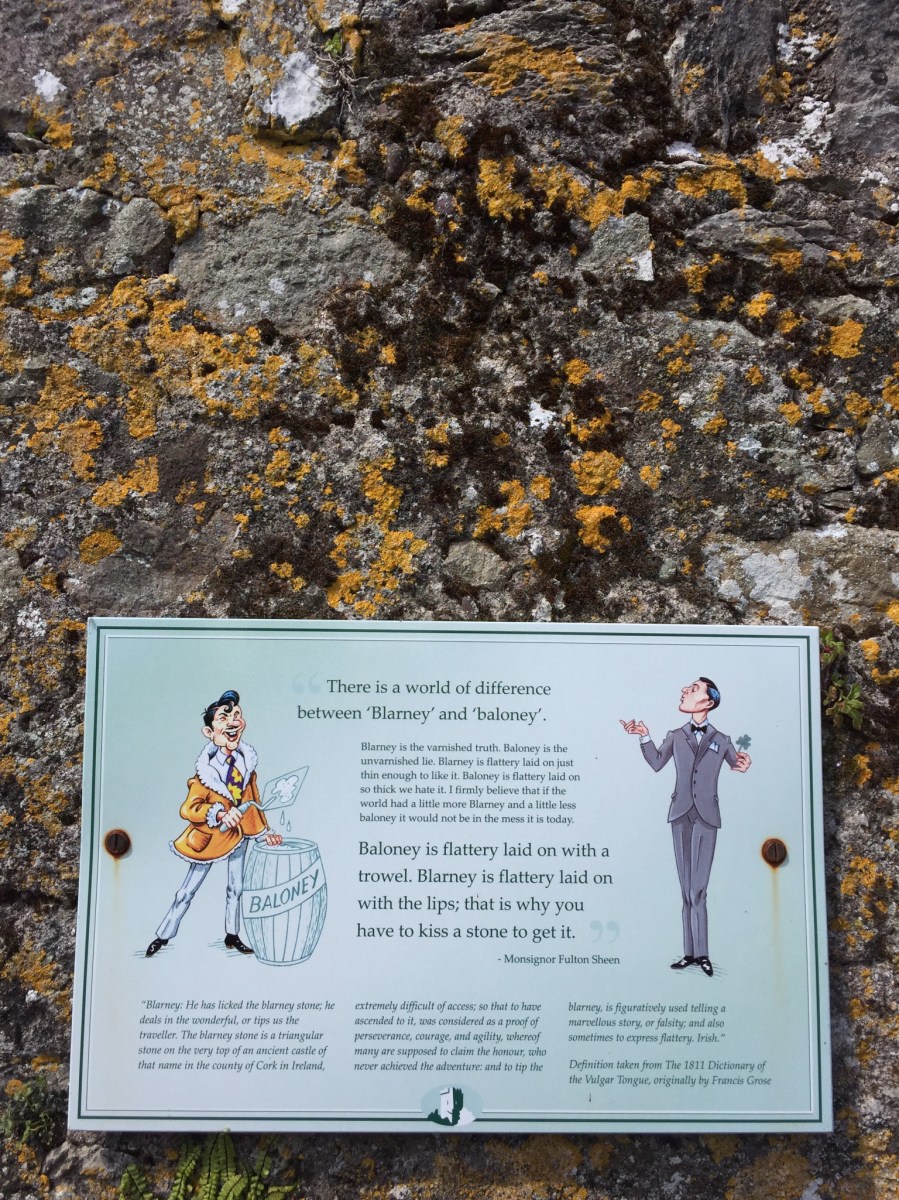 “There is a world of difference
between ‘Blarney’ and ‘baloney’.
Blarney is the varnished truth. Baloney is the
unvarnished lie. Blarney is flattery laid on just
thin enough to like it. Baloney is flattery laid on
so thick we hate it. I firmly believe that if the
world had a little more Blarney and a little less
baloney it would not be in the mess it is today.
Baloney is flattery laid on with a
trowel. Blarney is flattery laid on
with the lips; that is why you
have to kiss a stone to get it.”
- Monsignor Fulton Sheen
BALONEY
“Blarney: He has licked the blarney stone; he
deals in the wonderful, or tips us the
traveller. The blarney stone is a triangular
stone on the very top of an ancient castle of
that name in the county of Cork in Ireland,
extremely difficult of access; so that to have
ascended to it, was considered as a proof of
perseverance, courage, and agility, whereof
many are supposed to claim the honour, who
never achieved the adventure: and to tip the
blarney, is figuratively used telling a
marvellous story, or falsity; and also
sometimes to express flattery. Irish.”
Definition taken from The 1811 Dictionary of
the Vulgar Tongue, originally by Francis Grose